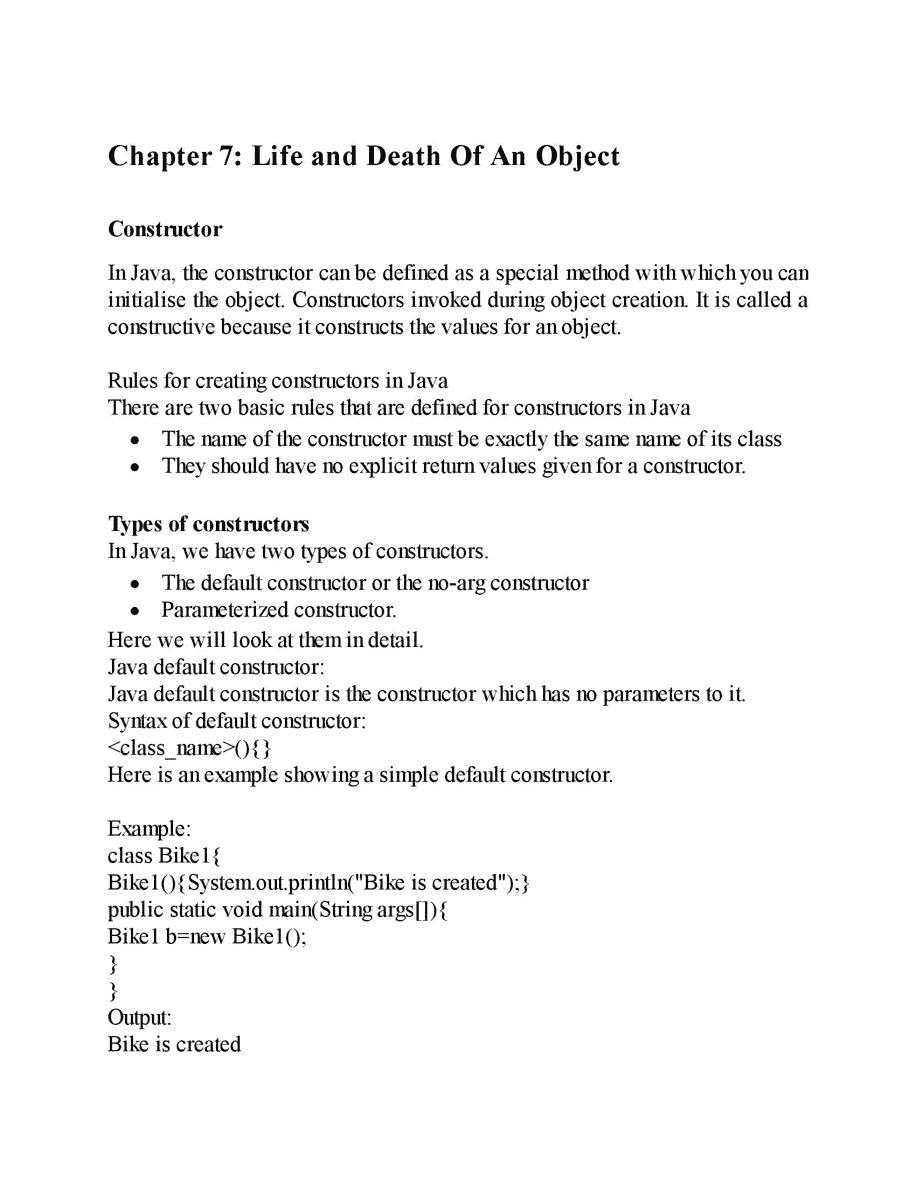 Chapter 7: Life and Death Of An Object
Constructor
In Java, the constructor can be defined as a special method with which you can
initialise the object. Constructors invoked during object creation. It is called a
constructive because it constructs the values for an object.
Rules for creating constructors in Java
There are two basic rules that are defined for constructors in Java
• The name of the constructor must be exactly the same name of its class
• They should have no explicit return values given for a constructor.
Types of constructors
In Java, we have two types of constructors.
• The default constructor or the no-arg constructor
• Parameterized constructor.
Here we will look at them in detail.
Java default constructor:
Java default constructor is the constructor which has no parameters to it.
Syntax of default constructor:
<class_name>(){}
Here is an example showing a simple default constructor.
Example:
class Bike1{
Bike1(){System.out.println("Bike is created");}
public static void main(String args[]){
Bike1 b=new Bike1();
}
}
Output:
Bike is created